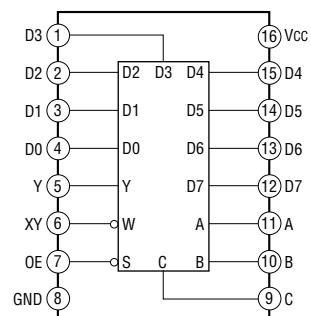 D3 1 16 VCC
D2 2 D2 D3 D4 15 D4
D1 3 D1 D5 14 D5
D0 4 D0 D6 13 D6
Y 5 Y D7 12 D7
XY 6 W A 11 A
OE 7 S C B 10 B
GND 8 9 C